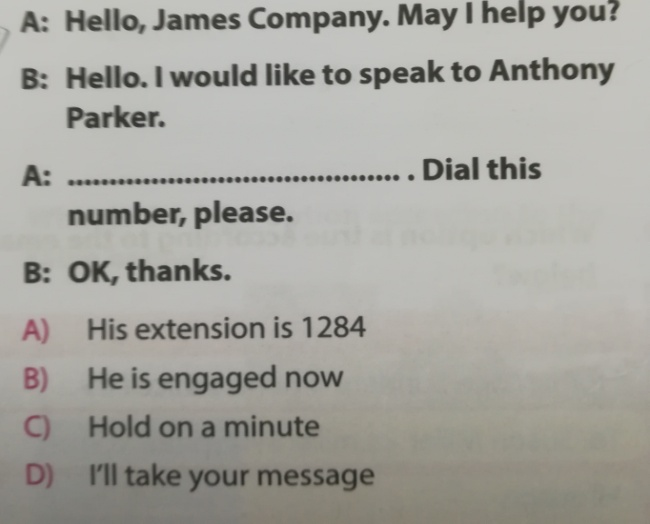 A: Hello, James Company. May I help you?
B: Hello. I would like to speak to Anthony
Parker.
A: ........................................ . Dial this
number, please.
B: OK, thanks.
A) His extension is 1284
B) He is engaged now
C) Hold on a minute
D) I'll take your message